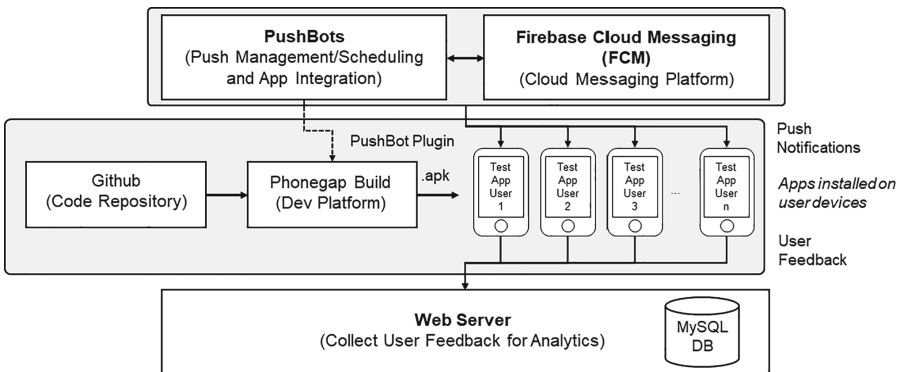 PushBots
(Push Management/Scheduling
and App Integration)
Firebase Cloud Messaging
(FCM)
(Cloud Messaging Platform)
PushBot Plugin
Push
Notifications
Github
(Code Repository)
Phonegap Build
(Dev Platform)
.apk
Test
App
User
1
Test
App
User
2
Test
App
User
3
...
Test
App
User
n
Apps installed on
user devices
User
Feedback
Web Server
(Collect User Feedback for Analytics)
MySQL
DB